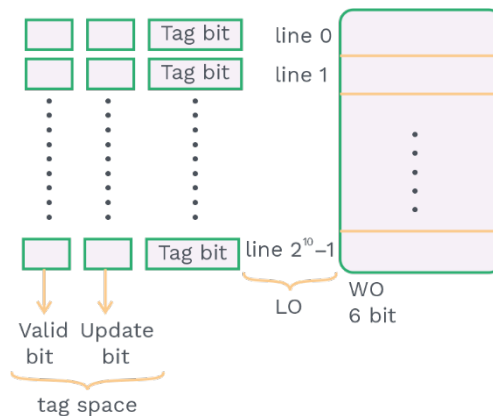 Tag bit line 0
Tag bit line 1
Tag bit line 2¹⁰–1
LO
WO
6 bit
Valid bit
Update bit
tag space